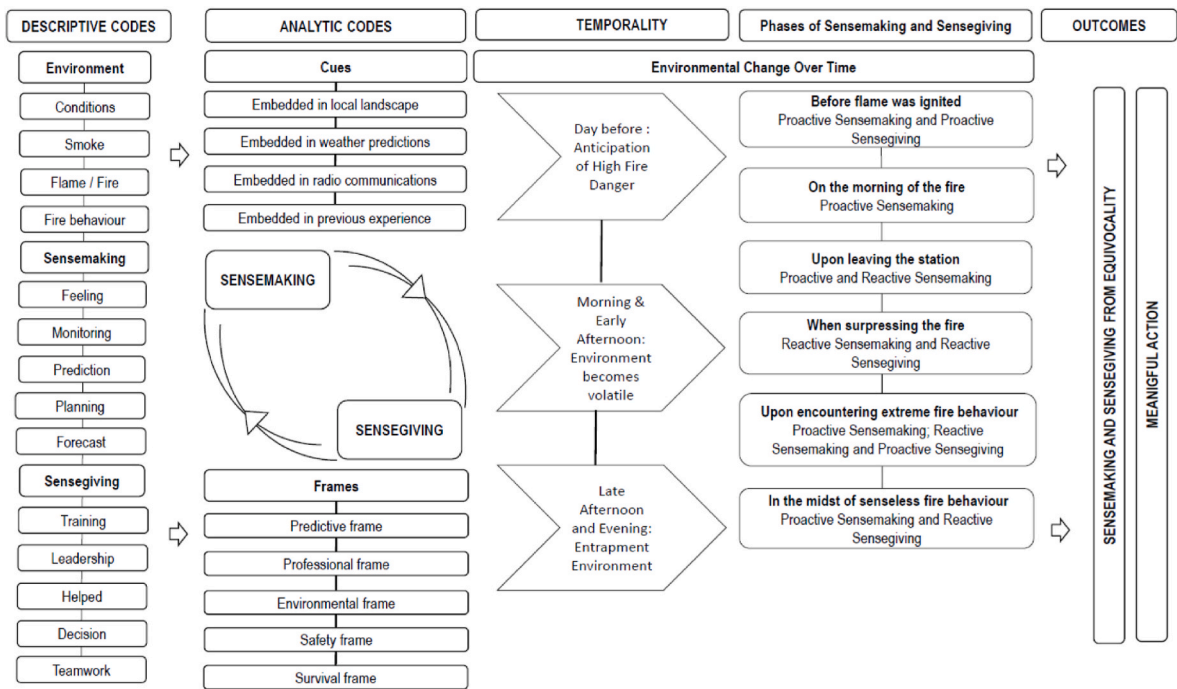 DESCRIPTIVE CODES
Environment
Conditions
Smoke
Flame / Fire
Fire behaviour
Sensemaking
Feeling
Monitoring
Prediction
Planning
Forecast
Sensegiving
Training
Leadership
Helped
Decision
Teamwork
ANALYTIC CODES
Cues
Embedded in local landscape
Embedded in weather predictions
Embedded in radio communications
Embedded in previous experience
SENSEMAKING
SENSEGIVING
Frames
Predictive frame
Professional frame
Environmental frame
Safety frame
Survival frame
TEMPORALITY
Phases of Sensemaking and Sensegiving
Environmental Change Over Time
Day before :
Anticipation
of High Fire
Danger
Morning &
Early
Afternoon:
Environment
becomes
volatile
Late
Afternoon
and Evening:
Entrapment
Environment
Before flame was ignited
Proactive Sensemaking and Proactive
Sensegiving
On the morning of the fire
Proactive Sensemaking
Upon leaving the station
Proactive and Reactive Sensemaking
When surpressing the fire
Reactive Sensemaking and Reactive
Sensegiving
Upon encountering extreme fire behaviour
Proactive Sensemaking; Reactive
Sensemaking and Proactive Sensegiving
In the midst of senseless fire behaviour
Proactive Sensemaking and Reactive
Sensegiving
OUTCOMES
SENSEMAKING AND SENSEGIVING FROM EQUIVOCALITY
MEANIGFUL ACTION